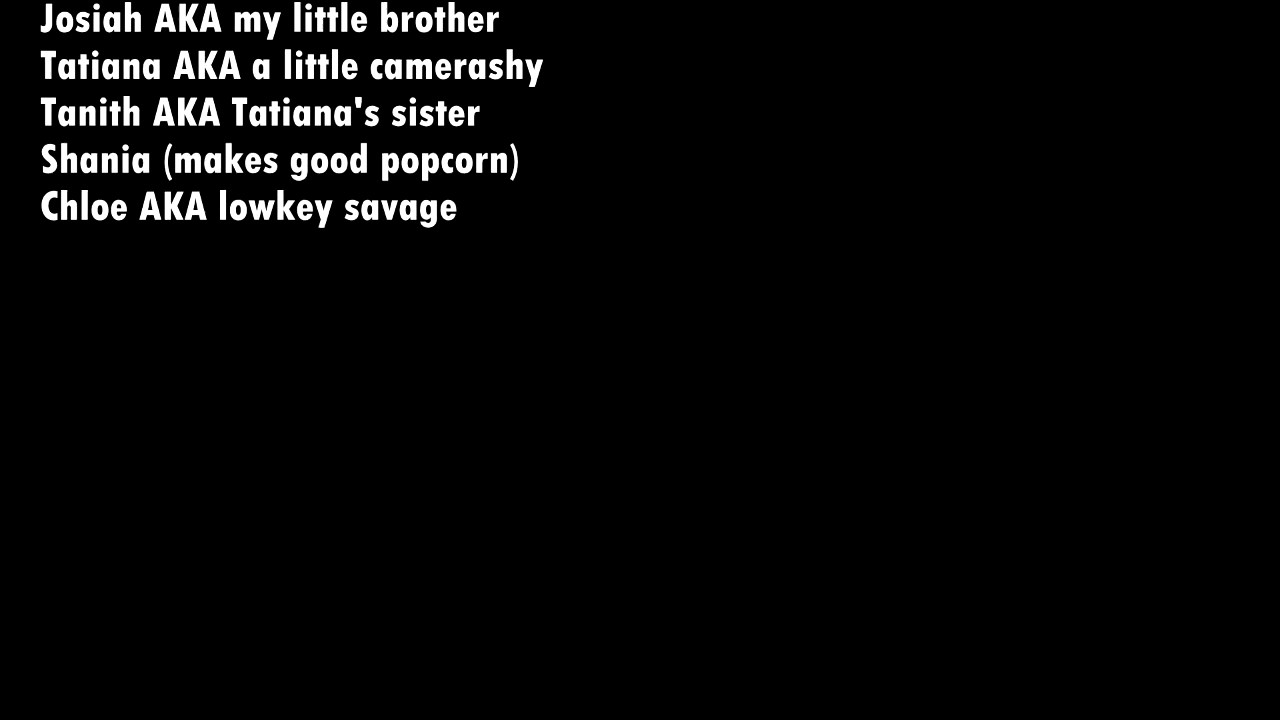 Josiah AKA my little brother
Tatiana AKA a little camerashy
Tanith AKA Tatiana's sister
Shania (makes good popcorn)
Chloe AKA lowkey savage